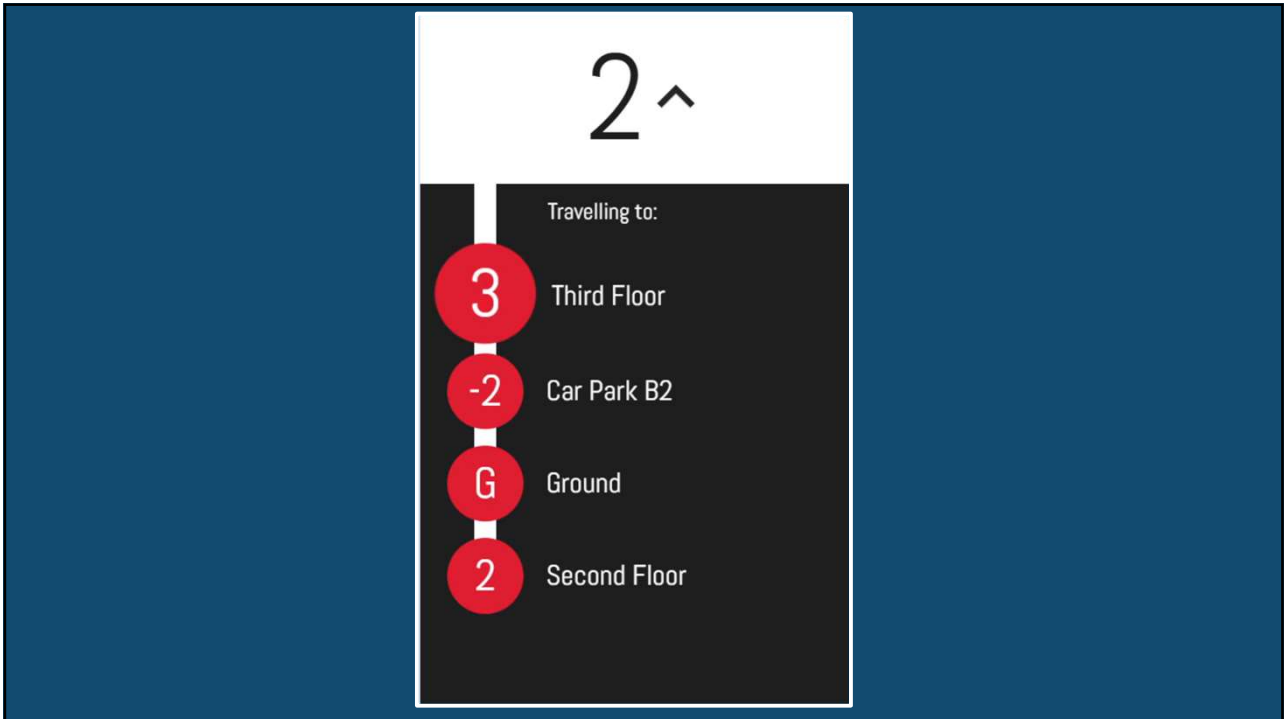 2^
Travelling to:
3 Third Floor
-2 Car Park B2
G Ground
2 Second Floor